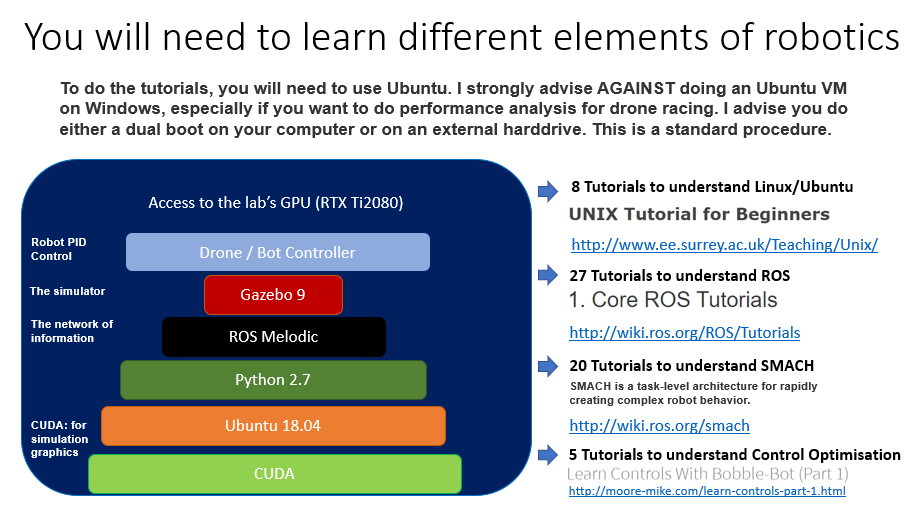 You will need to learn different elements of robotics
To do the tutorials, you will need to use Ubuntu. I strongly advise AGAINST doing an Ubuntu VM
on Windows, especially if you want to do performance analysis for drone racing. I advise you do
either a dual boot on your computer or on an external harddrive. This is a standard procedure.
Access to the lab's GPU (RTX Ti2080)
Robot PID
Control
Drone / Bot Controller
The simulator
Gazebo 9
The network of
information
ROS Melodic
Python 2.7
CUDA: for
simulation
graphics
Ubuntu 18.04
CUDA
8 Tutorials to understand Linux/Ubuntu
UNIX Tutorial for Beginners
http://www.ee.surrey.ac.uk/Teaching/Unix/
27 Tutorials to understand ROS
1. Core ROS Tutorials
http://wiki.ros.org/ROS/Tutorials
20 Tutorials to understand SMACH
SMACH is a task-level architecture for rapidly
creating complex robot behavior.
http://wiki.ros.org/smach
5 Tutorials to understand Control Optimisation
Learn Controls With Bobble-Bot (Part 1)
http://moore-mike.com/learn-controls-part-1.html